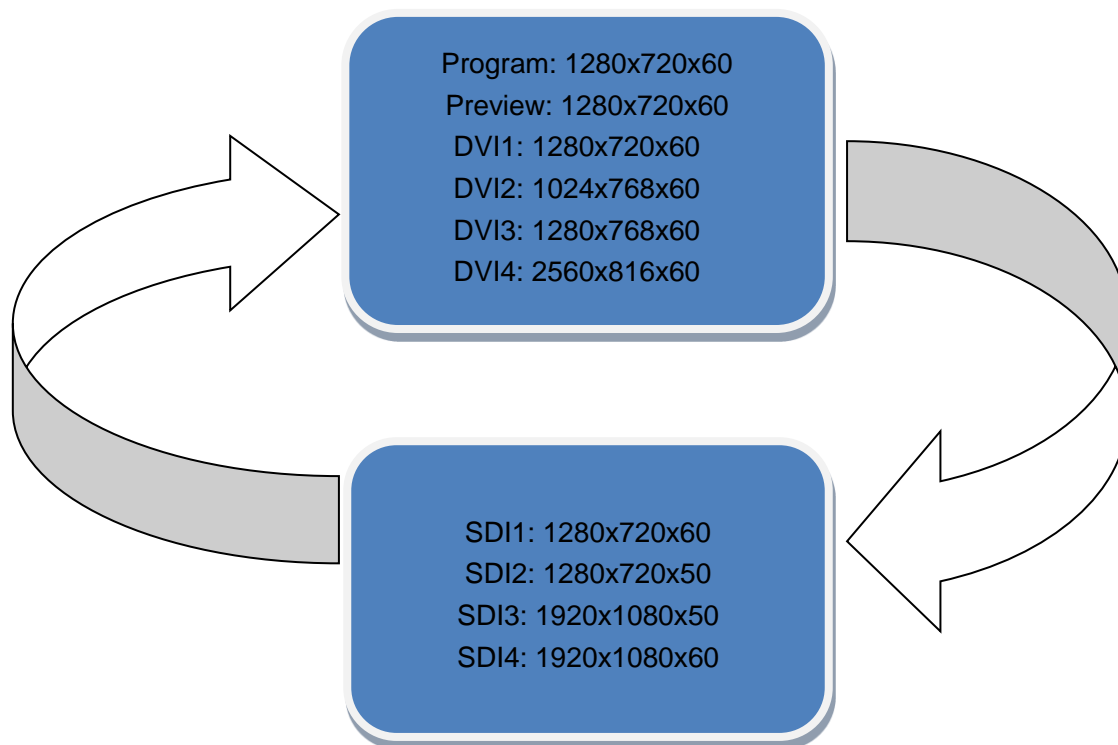 Program: 1280x720x60
Preview: 1280x720x60
DVI1: 1280x720x60
DVI2: 1024x768x60
DVI3: 1280x768x60
DVI4: 2560x816x60
SDI1: 1280x720x60
SDI2: 1280x720x50
SDI3: 1920x1080x50
SDI4: 1920x1080x60